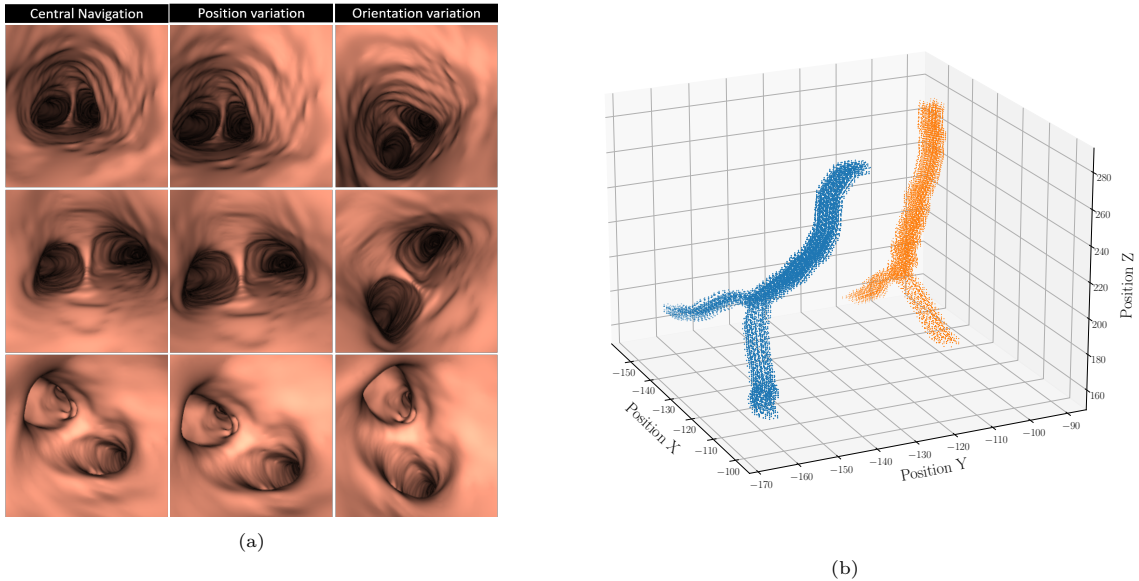 Central Navigation
Position variation
Orientation variation
(a)
280
260
240
220
200
180
160
Position Z
−150
−140
−130
−120
−110
−100
Position X
−170
−160
−150
−140
−130
−120
−110
−100
−90
Position Y
(b)